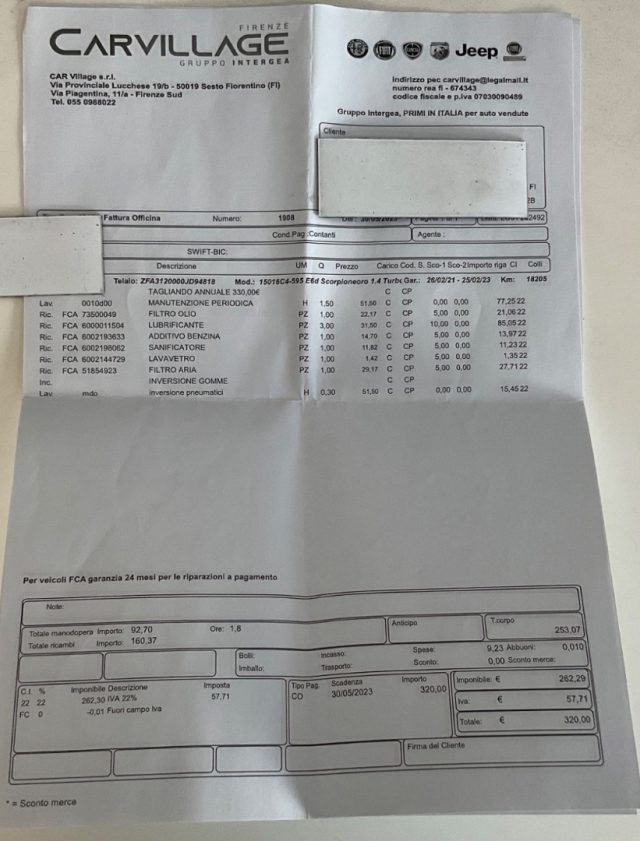 FIRENZE
CARVILLAGE
GRUPPO INTERGEA
Jeep
CAR Village s.r.l.
Via Provinciale Lucchese 19/b - 50019 Sesto Fiorentino (FI)
Via Piagentina, 11/a - Firenze Sud
Tel. 055 0988022
indirizzo pec carvillage@legalmail.it
numero rea fi - 674343
codice fiscale e p.iva 07030090489
Gruppo Intergea, PRIMI IN ITALIA per auto vendute
Cliente
FI
Fattura Officina Numero: 1908 30/05/2023
Cond.Pag.:Contanti Agente :
SWIFT-BIC:
Descrizione UM Q Prezzo Carico Cod. S. Sco-1 Sco-2 Importo riga CI Colli
Telaio: ZFA3120000JD94818 Mod.: 15016C4-595 E6d Scorpioneoro 1.4 Turbo Gar.: 26/02/21 - 25/02/23 Km: 18205
TAGLIANDO ANNUALE 330,00€ C CP
Lav. 0010d00 MANUTENZIONE PERIODICA H 1,50 51,50 C CP 0,00 0,00 77,25 22
Ric. FCA 73500049 FILTRO OLIO PZ 1,00 22,17 C CP 5,00 0,00 21,06 22
Ric. FCA 6000011504 LUBRIFICANTE PZ 3,00 31,50 C CP 10,00 0,00 85,05 22
Ric. FCA 6002193633 ADDITIVO BENZINA PZ 1,00 14,70 C CP 5,00 0,00 13,97 22
Ric. FCA 6002198062 SANIFICATORE PZ 1,00 11,82 C CP 5,00 0,00 11,23 22
Ric. FCA 6002144729 LAVAVETRO PZ 1,00 1,42 C CP 5,00 0,00 1,35 22
Ric. FCA 51854923 FILTRO ARIA PZ 1,00 29,17 C CP 5,00 0,00 27,71 22
Inc. INVERSIONE GOMME C CP
Lav. mdo inversione pneumatici H 0,30 51,50 C CP 0,00 0,00 15,45 22
Per veicoli FCA garanzia 24 mesi per le riparazioni a pagamento
Note:
Totale manodopera Importo: 92,70 Ore: 1,8 Anticipo T.corpo 253,07
Totale ricambi Importo: 160,37
Bolli: Incasso: Spese: 9,23 Abbuoni: 0,010
Imballo: Trasporto: Sconto: 0,00 Sconto merce:
C.I. % Imponibile Descrizione Imposta Tipo Pag. Scadenza Importo Imponibile: € 262,29
22 22 262,30 IVA 22% 57,71 CO 30/05/2023 320,00 Iva: € 57,71
FC 0 -0,01 Fuori campo Iva Totale: € 320,00
Firma del Cliente
* = Sconto merce